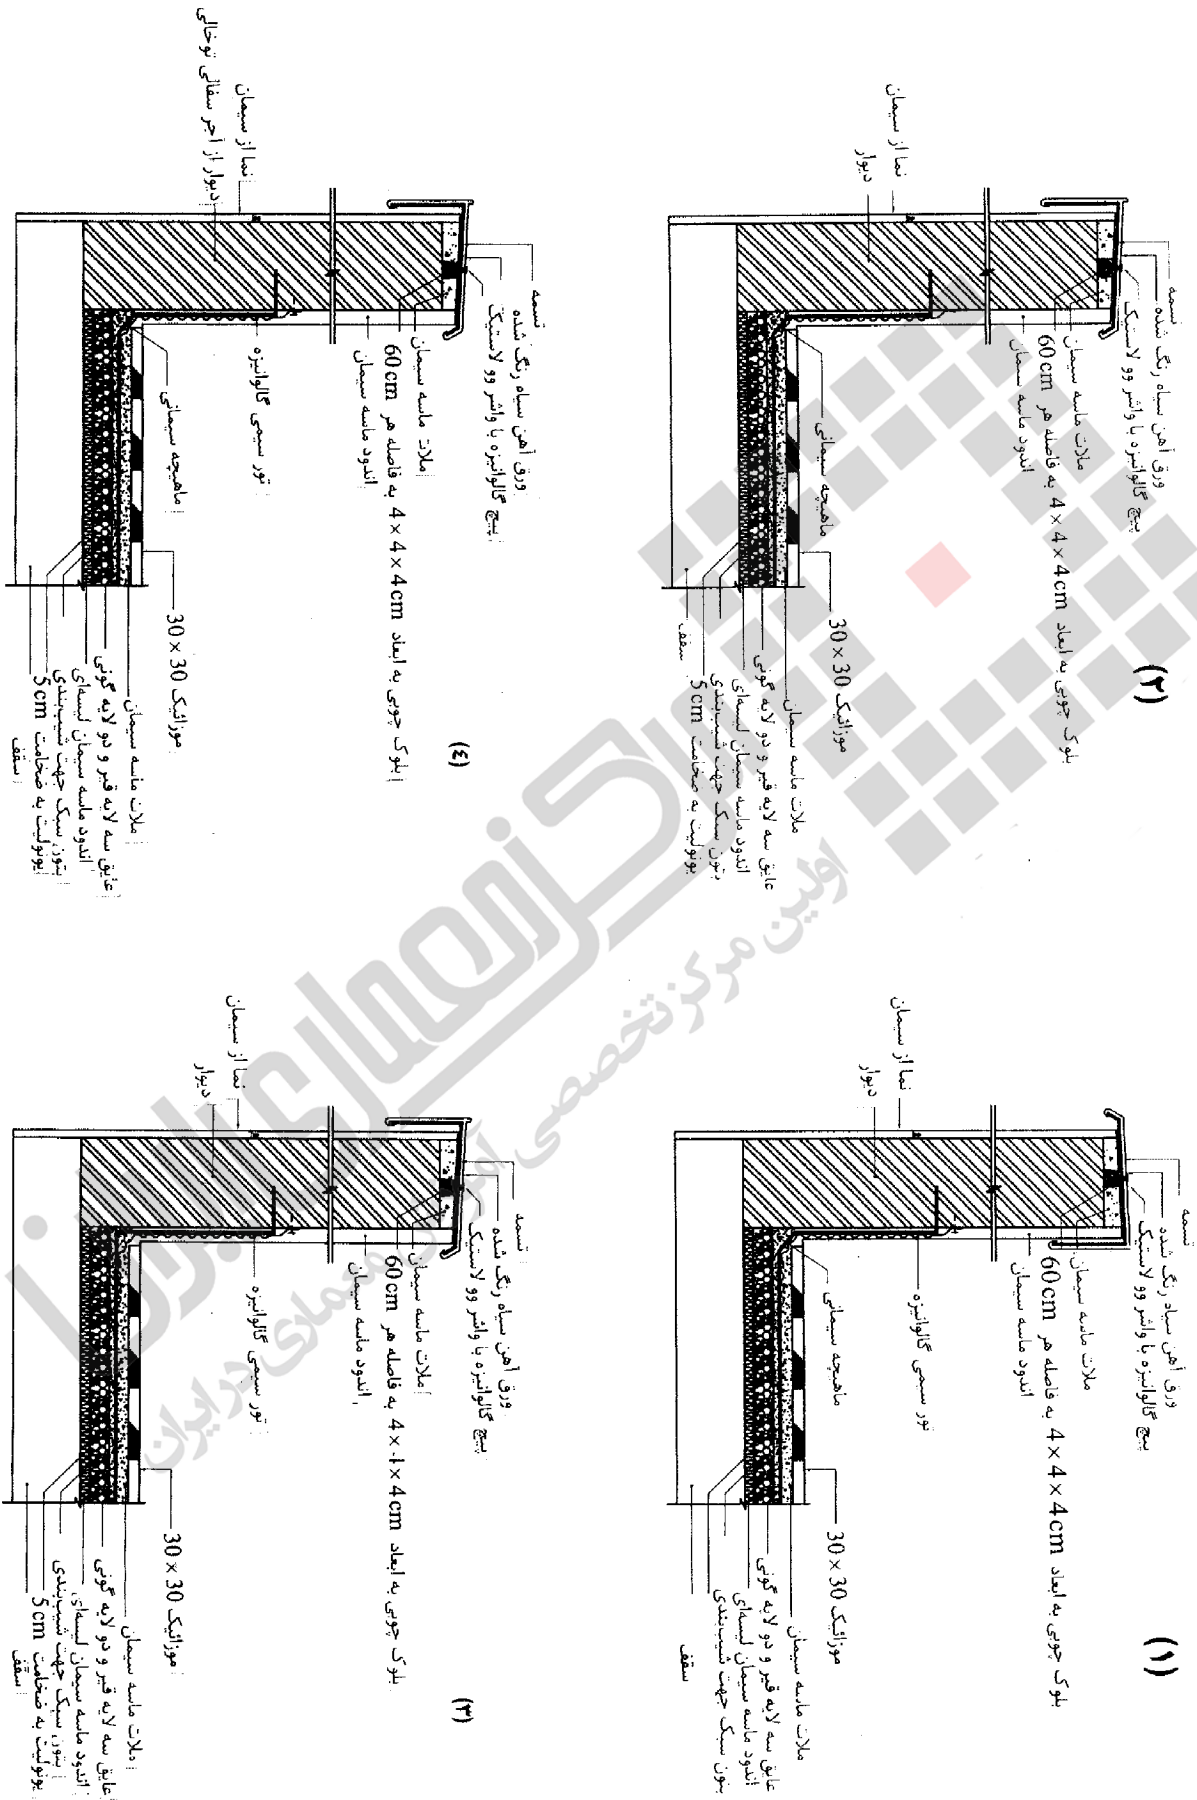 (۱)
بلوک چوبی به ابعاد 4×4×4cm به فاصله هر 60cm
تسمه
ورق آهن سیاه رنگ شده
پیچ گالوانیزه با واشر وو لاستیک
ملات ماسه سیمان
اندود ماسه سیمان
تور سیمی گالوانیزه
ماهیچه سیمانی
نما از سیمان
دیوار
موزائیک 30×30
ملات ماسه سیمان
عایق سه لایه قیر و دو لایه گونی
اندود ماسه سیمان لیسه‌ای
بتون سبک جهت شیب‌بندی
سقف
(۲)
بلوک چوبی به ابعاد 4×4×4cm به فاصله هر 60cm
تسمه
ورق آهن سیاه رنگ شده
پیچ گالوانیزه با واشر وو لاستیک
ملات ماسه سیمان
اندود ماسه سیمان
ماهیچه سیمانی
نما از سیمان
دیوار
موزائیک 30×30
ملات ماسه سیمان
عایق سه لایه قیر و دو لایه گونی
اندود ماسه سیمان لیسه‌ای
بتون سبک جهت شیب‌بندی
یونولیت به ضخامت 5cm
سقف
(۳)
تسمه
ورق آهن سیاه رنگ شده
پیچ گالوانیزه با واشر وو لاستیک
ملات ماسه سیمان
بلوک چوبی به ابعاد 4×4×4cm به فاصله هر 60cm
اندود ماسه سیمان
تور سیمی گالوانیزه
نما از سیمان
دیوار
موزائیک 30×30
ملات ماسه سیمان
عایق سه لایه قیر و دو لایه گونی
اندود ماسه سیمان لیسه‌ای
بتون سبک جهت شیب‌بندی
یونولیت به ضخامت 5cm
سقف
(٤)
تسمه
ورق آهن سیاه رنگ شده
پیچ گالوانیزه با واشر وو لاستیک
ملات ماسه سیمان
بلوک چوبی به ابعاد 4×4×4cm به فاصله هر 60cm
اندود ماسه سیمان
تور سیمی گالوانیزه
ماهیچه سیمانی
نما از سیمان
دیوار از آجر سفالی توخالی
موزائیک 30×30
ملات ماسه سیمان
عایق سه لایه قیر و دو لایه گونی
اندود ماسه سیمان لیسه‌ای
بتون سبک جهت شیب‌بندی
یونولیت به ضخامت 5cm
سقف
اولین مرکز تخصصی معماری در ایران